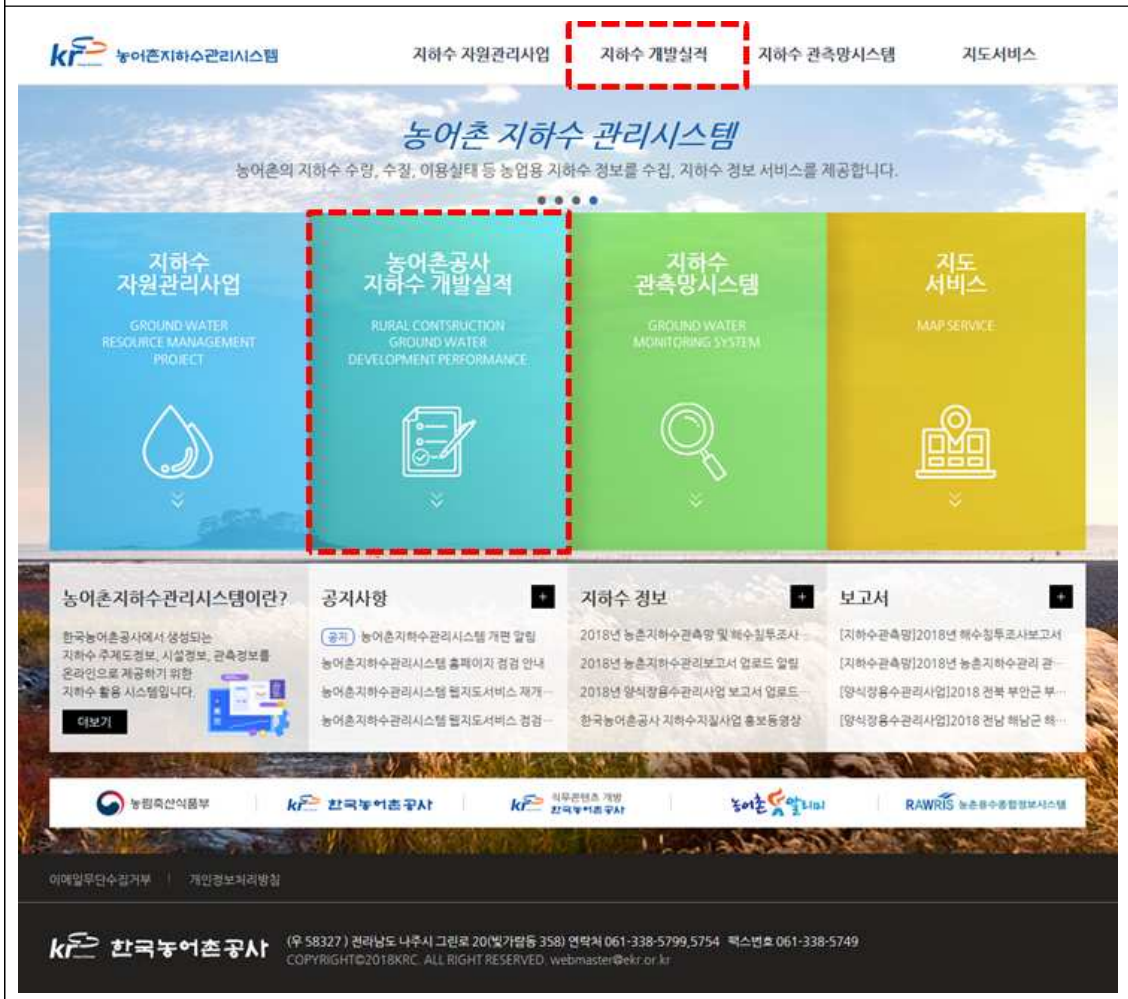 kr 농어촌지하수관리시스템
지하수 자원관리사업 지하수 개발실적 지하수 관측망시스템 지도서비스
농어촌 지하수 관리시스템
농어촌의 지하수 수량, 수질, 이용실태 등 농업용 지하수 정보를 수집, 지하수 정보 서비스를 제공합니다.
지하수
자원관리사업
GROUND WATER
RESOURCE MANAGEMENT
PROJECT
농어촌공사
지하수 개발실적
RURAL CONTSRUCTION
GROUND WATER
DEVELOPMENT PERFORMANCE
지하수
관측망시스템
GROUND WATER
MONITORING SYSTEM
지도
서비스
MAP SERVICE
농어촌지하수관리시스템이란?
한국농어촌공사에서 생성되는
지하수 주제도정보, 시설정보, 관측정보를
온라인으로 제공하기 위한
지하수 활용 시스템입니다.
더보기
공지사항 +
공지 농어촌지하수관리시스템 개편 알림
농어촌지하수관리시스템 홈페이지 점검 안내
농어촌지하수관리시스템 웹지도서비스 재개…
농어촌지하수관리시스템 웹지도서비스 점검…
지하수 정보 +
2018년 농촌지하수관측망 및 해수침투조사…
2018년 농촌지하수관리보고서 업로드 알림
2018년 양식장용수관리사업 보고서 업로드…
한국농어촌공사 지하수지질사업 홍보동영상
보고서 +
[지하수관측망]2018년 해수침투조사보고서
[지하수관측망]2018년 농촌지하수관리 관…
[양식장용수관리사업]2018 전북 부안군 부…
[양식장용수관리사업]2018 전남 해남군 해…
농림축산식품부
kr 한국농어촌공사
kr 직무콘텐츠 개발
한국농어촌공사
농어촌 알리미
RAWRIS 농촌용수종합정보시스템
이메일무단수집거부 | 개인정보처리방침
kr 한국농어촌공사
(우 58327 ) 전라남도 나주시 그린로 20(빛가람동 358) 연락처 061-338-5799,5754 팩스번호 061-338-5749
COPYRIGHT©2018KRC. ALL RIGHT RESERVED. webmaster@ekr.or.kr